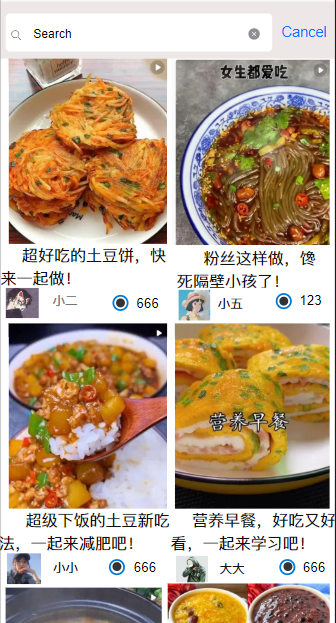 Search
Cancel
女生都爱吃
超好吃的土豆饼，快
来一起做！
小二
666
粉丝这样做，馋
死隔壁小孩了！
小五
123
营养早餐
超级下饭的土豆新吃
法，一起来减肥吧！
小小
666
营养早餐，好吃又好
看，一起来学习吧！
大大
666